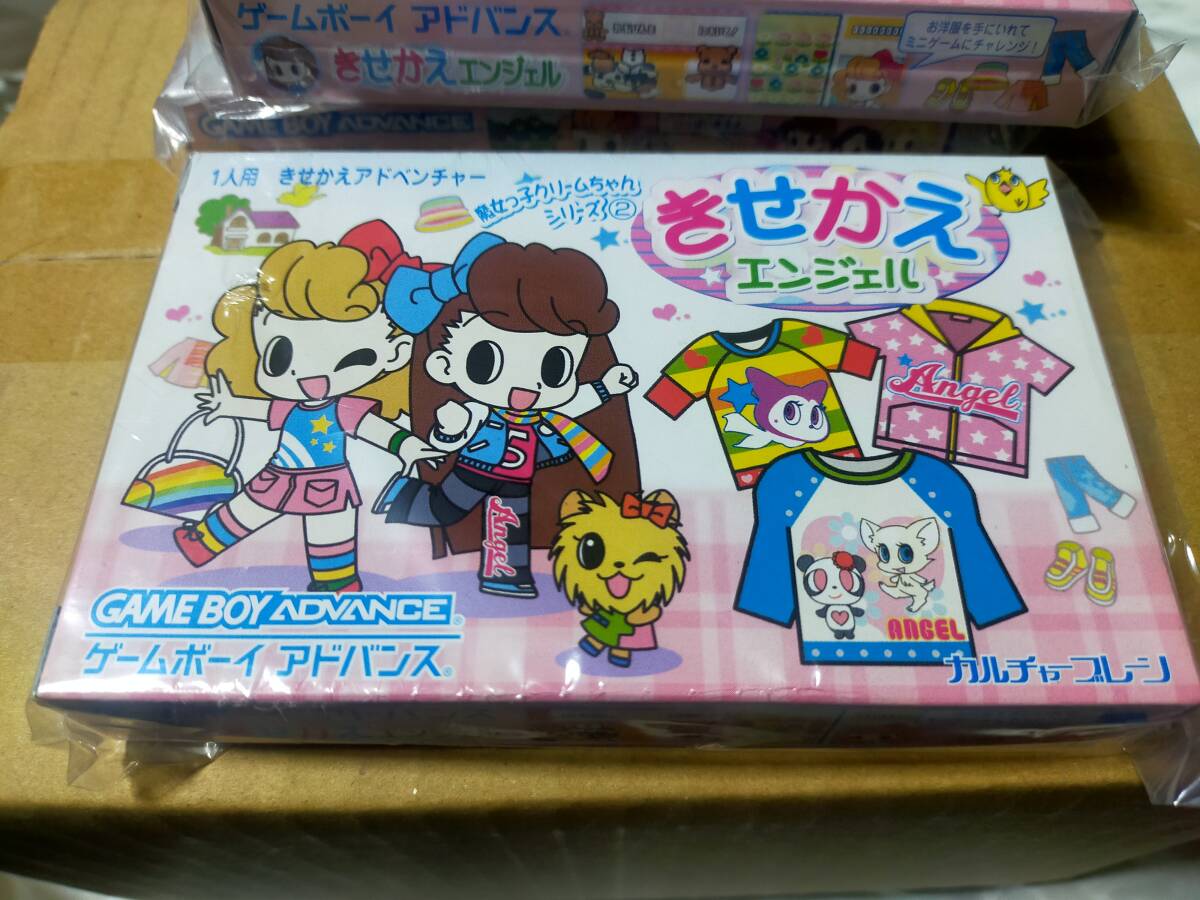 ゲームボーイ アドバンス
きせかえエンジェル
お洋服を手にいれて
ミニゲームにチャレンジ!
GAME BOY ADVANCE
1人用 きせかえアドベンチャー
魔女っ子クリームちゃん
シリーズ②
きせかえ
エンジェル
Angel
5
Angel
ANGEL
GAME BOY ADVANCE
ゲームボーイ アドバンス
カルチャーブレーン